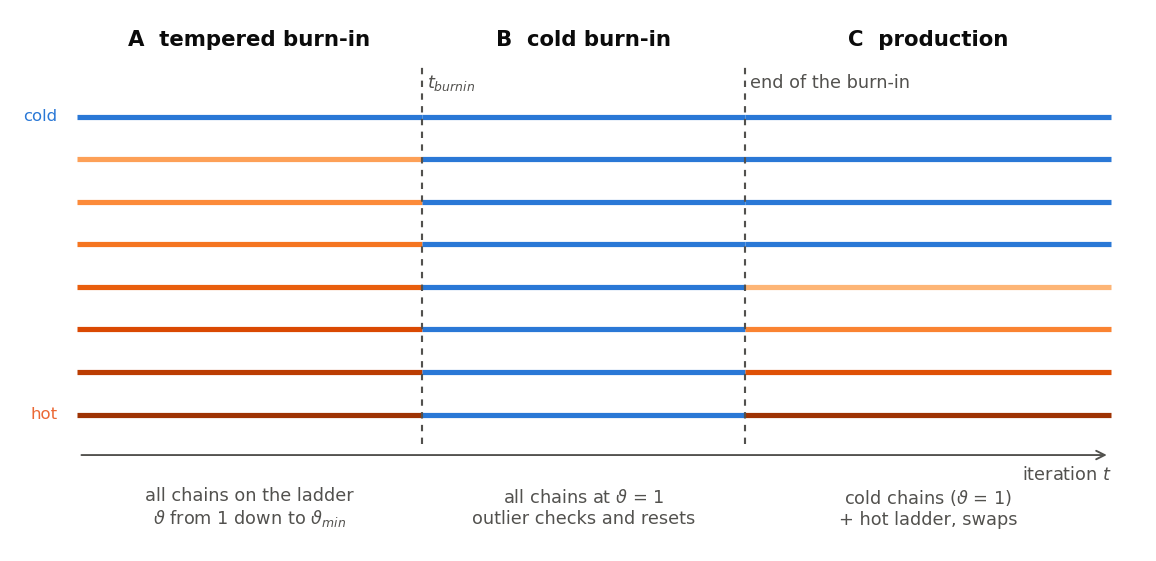 A  tempered burn-in
B  cold burn-in
C  production
t_burnin
end of the burn-in
cold
hot
iteration t
all chains on the ladder
ϑ from 1 down to ϑ_min
all chains at ϑ = 1
outlier checks and resets
cold chains (ϑ = 1)
+ hot ladder, swaps